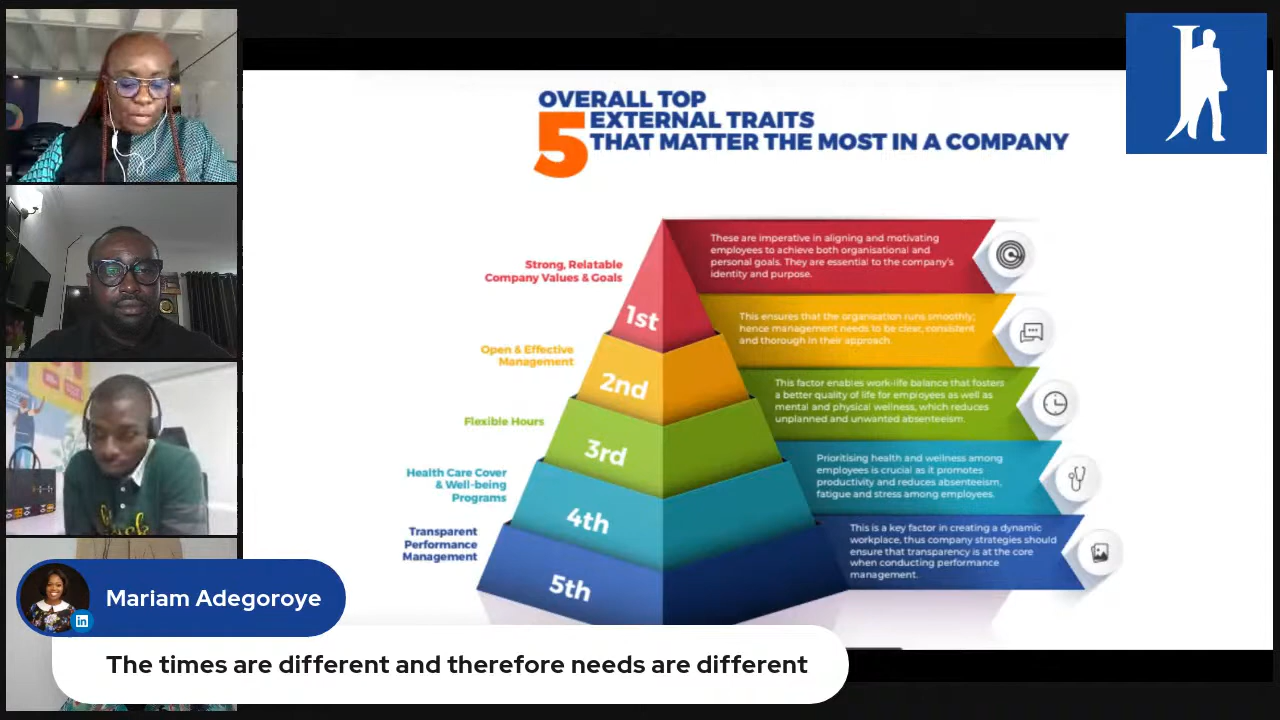 OVERALL TOP
5 EXTERNAL TRAITS
THAT MATTER THE MOST IN A COMPANY
Strong, Relatable
Company Values & Goals
1st
These are imperative in aligning and motivating
employees to achieve both organisational and
personal goals. They are essential to the company's
identity and purpose.
Open & Effective
Management
2nd
This ensures that the organisation runs smoothly;
hence management needs to be clear, consistent
and thorough in their approach.
Flexible Hours
3rd
This factor enables work-life balance that fosters
a better quality of life for employees as well as
mental and physical wellness, which reduces
unplanned and unwanted absenteeism.
Health Care Cover
& Well-being
Programs
4th
Prioritising health and wellness among
employees is crucial as it promotes
productivity and reduces absenteeism,
fatigue and stress among employees.
Transparent
Performance
Management
5th
This is a key factor in creating a dynamic
workplace, thus company strategies should
ensure that transparency is at the core
when conducting performance
management.
Mariam Adegoroye
in
The times are different and therefore needs are different